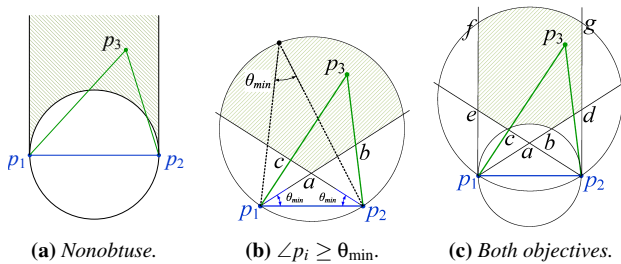 p3
p1 p2
(a) Nonobtuse.
θmin
p3
c b
a
θmin θmin
p1 p2
(b) ∠pi ≥ θmin.
f g
p3
e d
c b
a
p1 p2
(c) Both objectives.